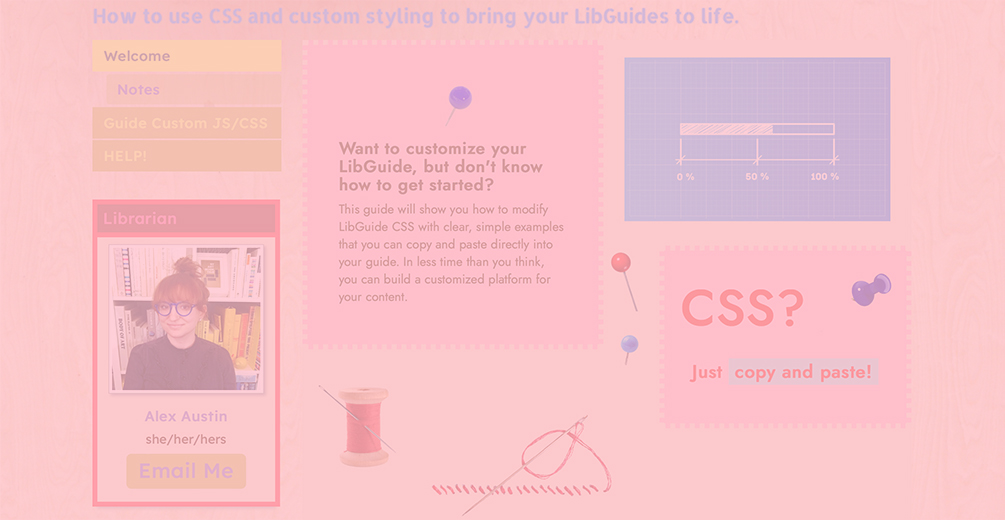 How to use CSS and custom styling to bring your LibGuides to life.
Welcome
Notes
Guide Custom JS/CSS
HELP!
Librarian
Alex Austin
she/her/hers
Email Me
Want to customize your
LibGuide, but don't know
how to get started?
This guide will show you how to modify
LibGuide CSS with clear, simple examples
that you can copy and paste directly into
your guide. In less time than you think,
you can build a customized platform for
your content.
0 % 50 % 100 %
CSS?
Just copy and paste!